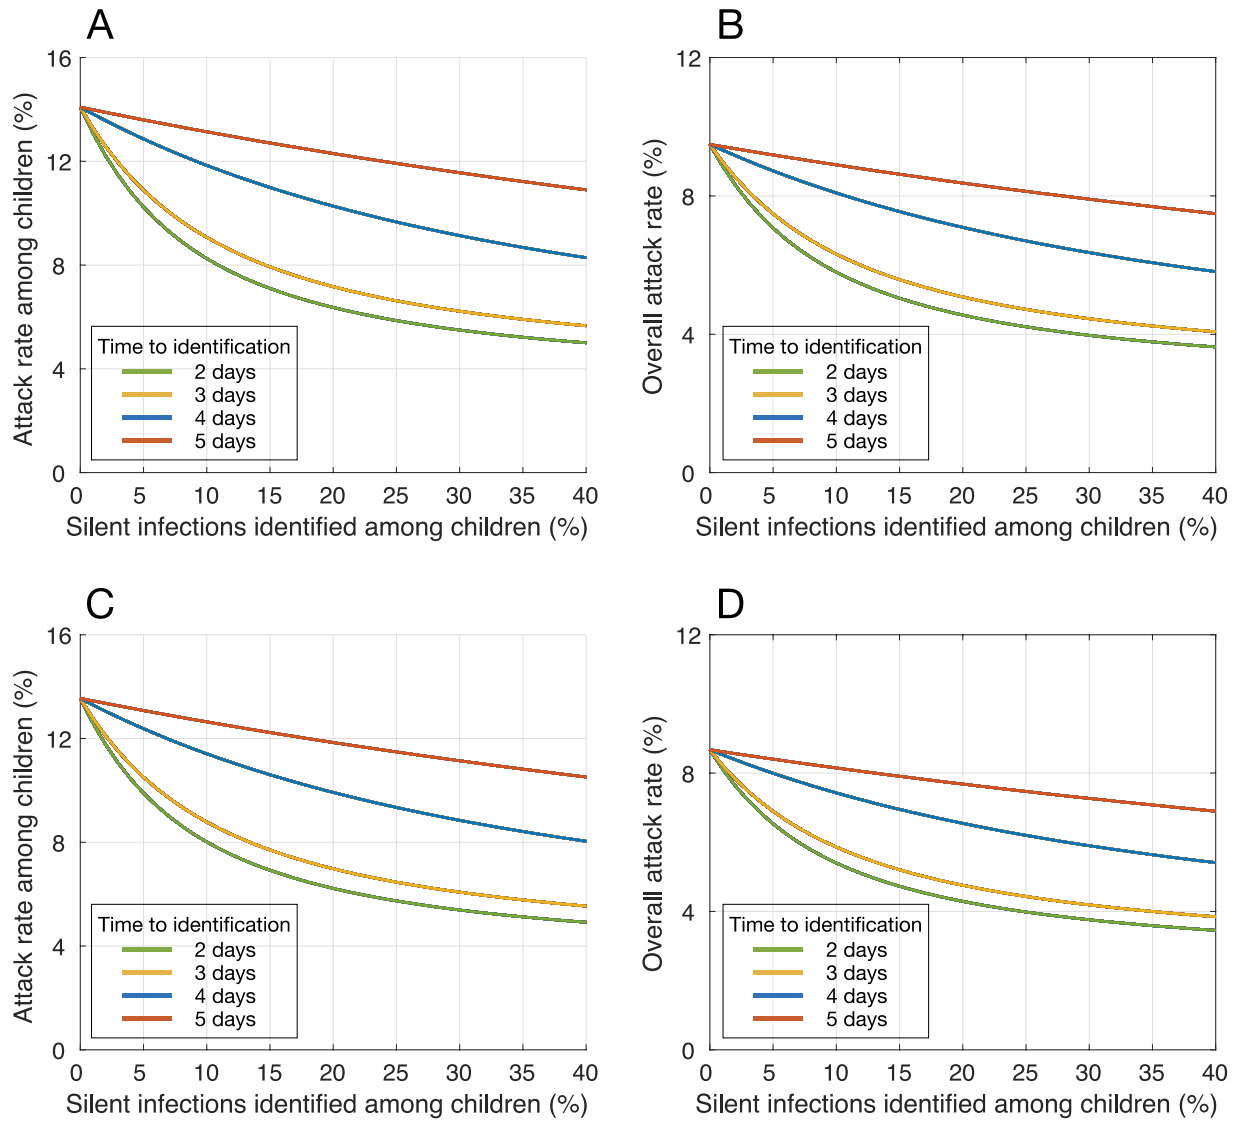 A
16
12
8
4
0
Attack rate among children (%)
Time to identification
2 days
3 days
4 days
5 days
0 5 10 15 20 25 30 35 40
Silent infections identified among children (%)
B
12
8
4
0
Overall attack rate (%)
Time to identification
2 days
3 days
4 days
5 days
0 5 10 15 20 25 30 35 40
Silent infections identified among children (%)
C
16
12
8
4
0
Attack rate among children (%)
Time to identification
2 days
3 days
4 days
5 days
0 5 10 15 20 25 30 35 40
Silent infections identified among children (%)
D
12
8
4
0
Overall attack rate (%)
Time to identification
2 days
3 days
4 days
5 days
0 5 10 15 20 25 30 35 40
Silent infections identified among children (%)